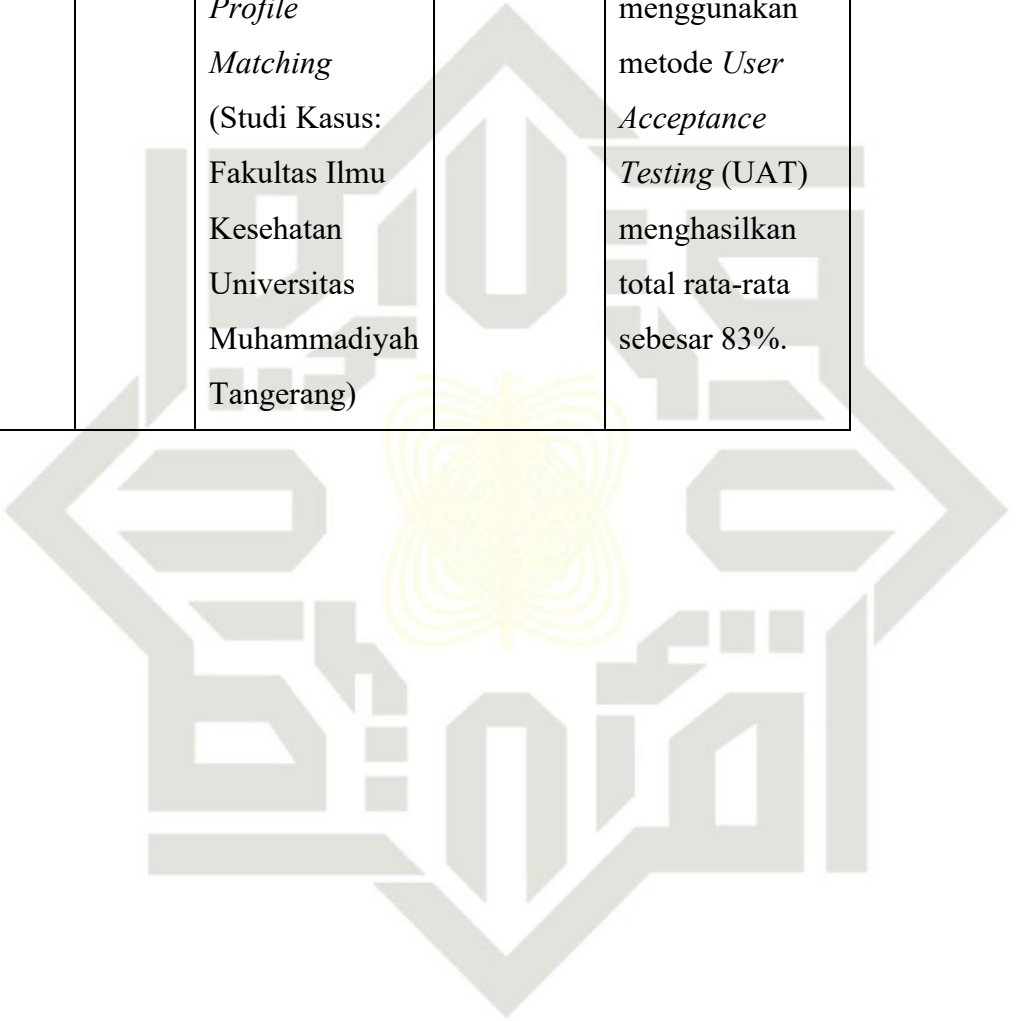 Profile
Matching
(Studi Kasus:
Fakultas Ilmu
Kesehatan
Universitas
Muhammadiyah
Tangerang)
menggunakan
metode User
Acceptance
Testing (UAT)
menghasilkan
total rata-rata
sebesar 83%.